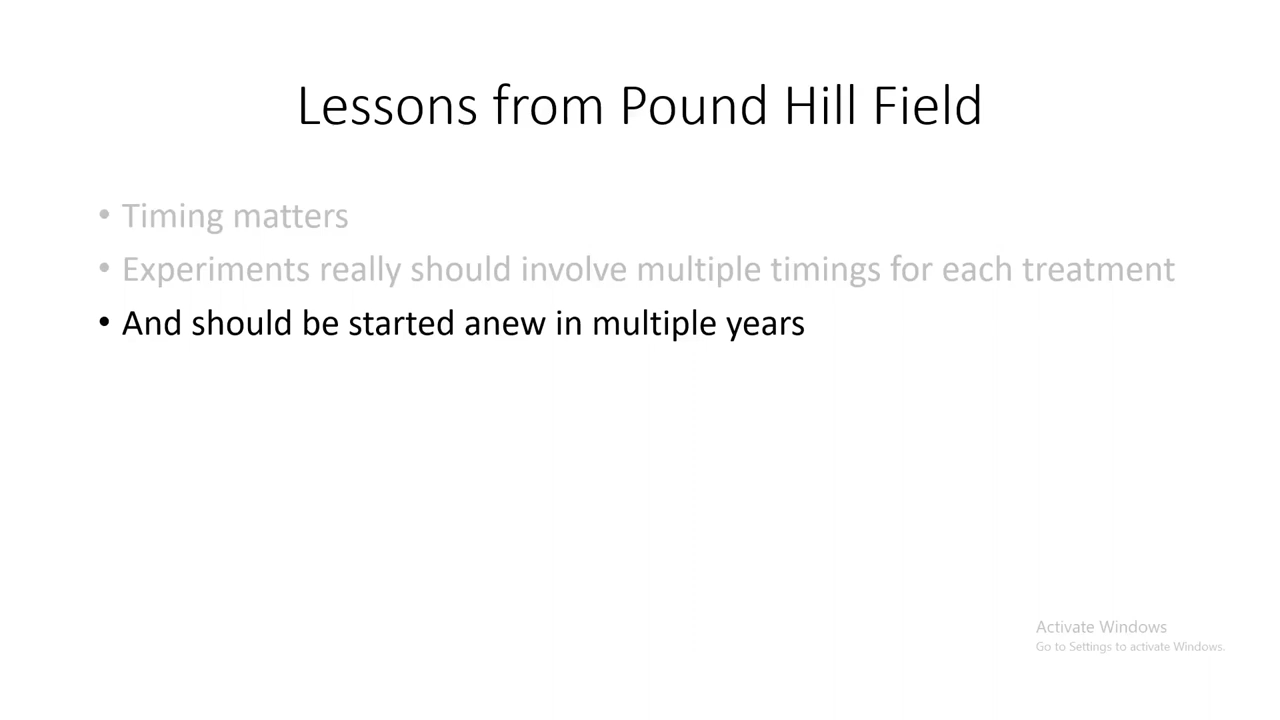 Lessons from Pound Hill Field
• Timing matters
• Experiments really should involve multiple timings for each treatment
• And should be started anew in multiple years
Activate Windows
Go to Settings to activate Windows.